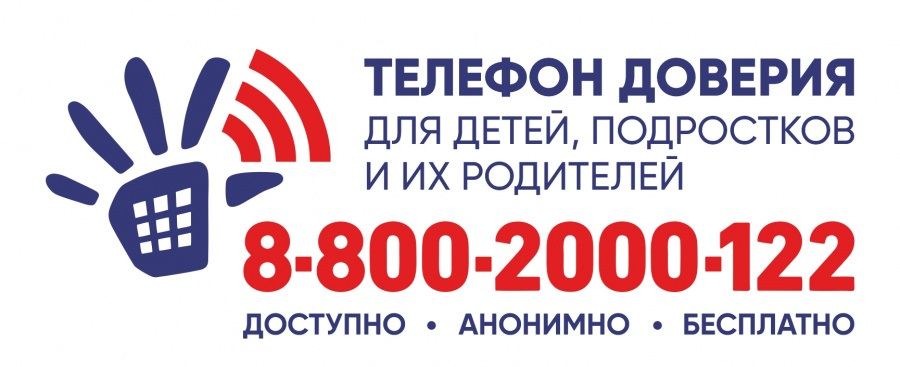 ТЕЛЕФОН ДОВЕРИЯ
ДЛЯ ДЕТЕЙ, ПОДРОСТКОВ
И ИХ РОДИТЕЛЕЙ
8-800-2000-122
ДОСТУПНО • АНОНИМНО • БЕСПЛАТНО